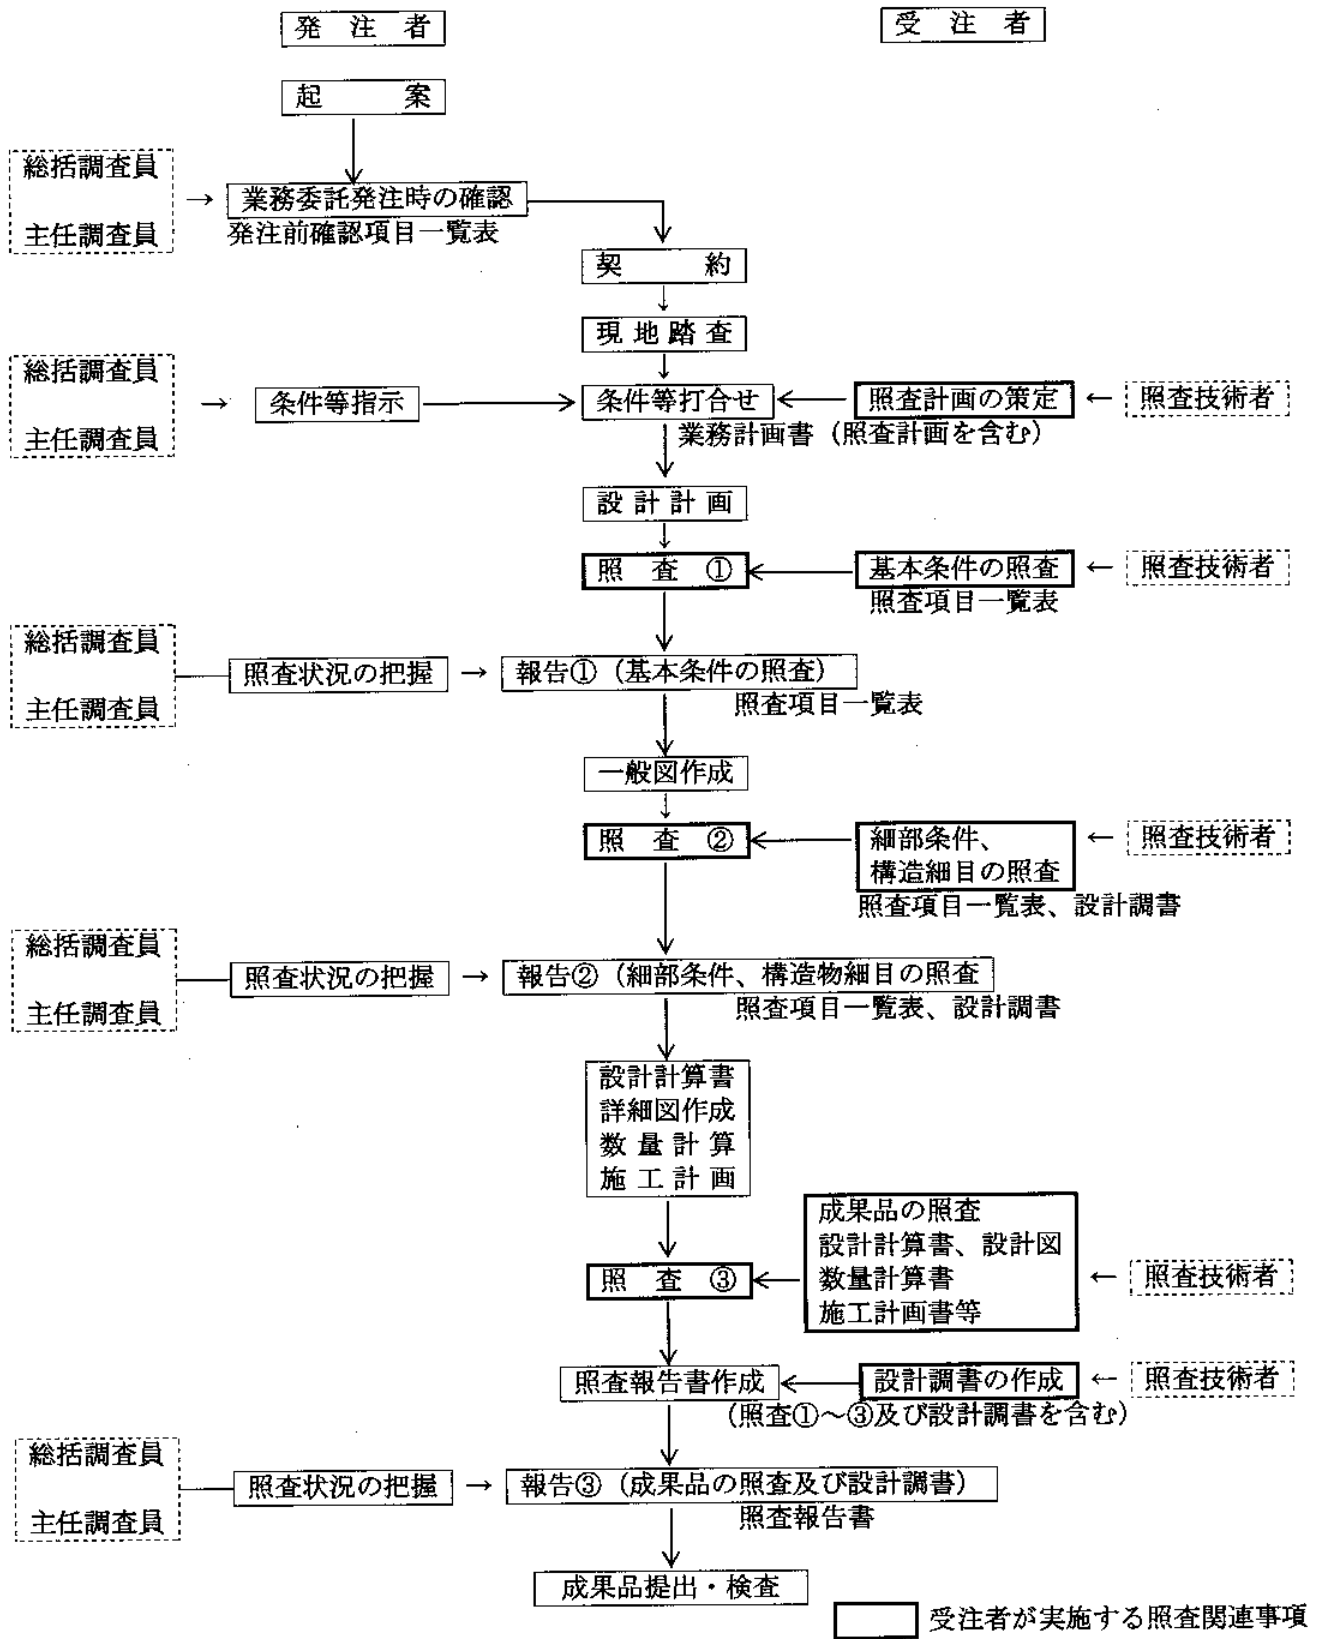 発注者
受注者
起案
総括調査員
主任調査員
→ 業務委託発注時の確認
発注前確認項目一覧表
契約
現地踏査
総括調査員
主任調査員
→ 条件等指示
条件等打合せ
照査計画の策定
← 照査技術者
業務計画書（照査計画を含む）
設計計画
照査 ①
基本条件の照査
← 照査技術者
照査項目一覧表
総括調査員
主任調査員
照査状況の把握
→ 報告①（基本条件の照査）
照査項目一覧表
一般図作成
照査 ②
細部条件、
構造細目の照査
← 照査技術者
照査項目一覧表、設計調書
総括調査員
主任調査員
照査状況の把握
→ 報告②（細部条件、構造物細目の照査
照査項目一覧表、設計調書
設計計算書
詳細図作成
数量計算
施工計画
照査 ③
成果品の照査
設計計算書、設計図
数量計算書
施工計画書等
← 照査技術者
照査報告書作成
設計調書の作成
← 照査技術者
（照査①～③及び設計調書を含む）
総括調査員
主任調査員
照査状況の把握
→ 報告③（成果品の照査及び設計調書）
照査報告書
成果品提出・検査
受注者が実施する照査関連事項